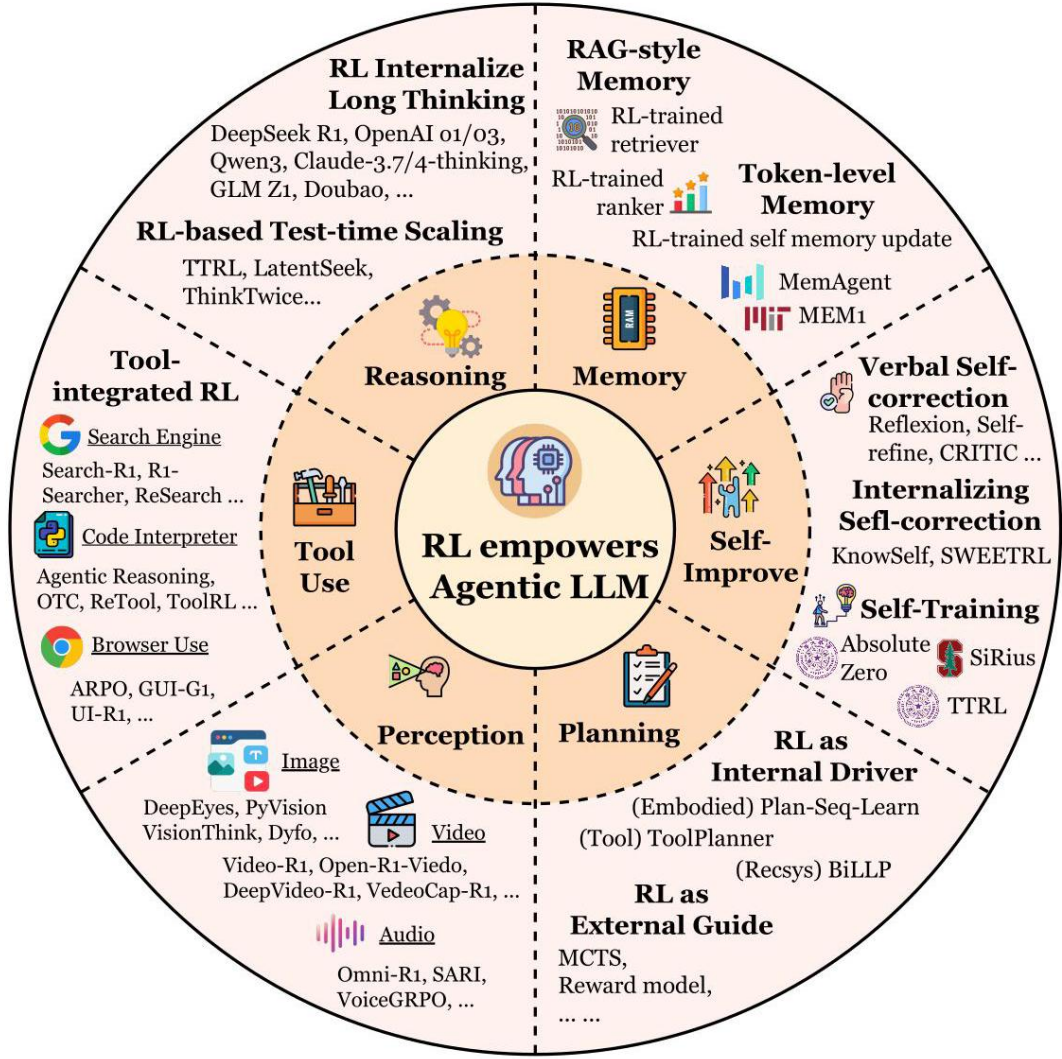 RL empowers
Agentic LLM
Reasoning
RL Internalize
Long Thinking
DeepSeek R1, OpenAI o1/o3,
Qwen3, Claude-3.7/4-thinking,
GLM Z1, Doubao, ...
RL-based Test-time Scaling
TTRL, LatentSeek,
ThinkTwice...
Memory
RAM
RAG-style
Memory
RL-trained
retriever
RL-trained
ranker
Token-level
Memory
RL-trained self memory update
MemAgent
MIT MEM1
Self-
Improve
Verbal Self-
correction
Reflexion, Self-
refine, CRITIC ...
Internalizing
Sefl-correction
KnowSelf, SWEETRL
Self-Training
Absolute
Zero
SiRius
TTRL
Planning
RL as
Internal Driver
(Embodied) Plan-Seq-Learn
(Tool) ToolPlanner
(Recsys) BiLLP
RL as
External Guide
MCTS,
Reward model,
... ...
Perception
Image
DeepEyes, PyVision
VisionThink, Dyfo, ...
Video
Video-R1, Open-R1-Viedo,
DeepVideo-R1, VedeoCap-R1, ...
Audio
Omni-R1, SARI,
VoiceGRPO, ...
Tool
Use
Tool-
integrated RL
Search Engine
Search-R1, R1-
Searcher, ReSearch ...
Code Interpreter
Agentic Reasoning,
OTC, ReTool, ToolRL ...
Browser Use
ARPO, GUI-G1,
UI-R1, ...